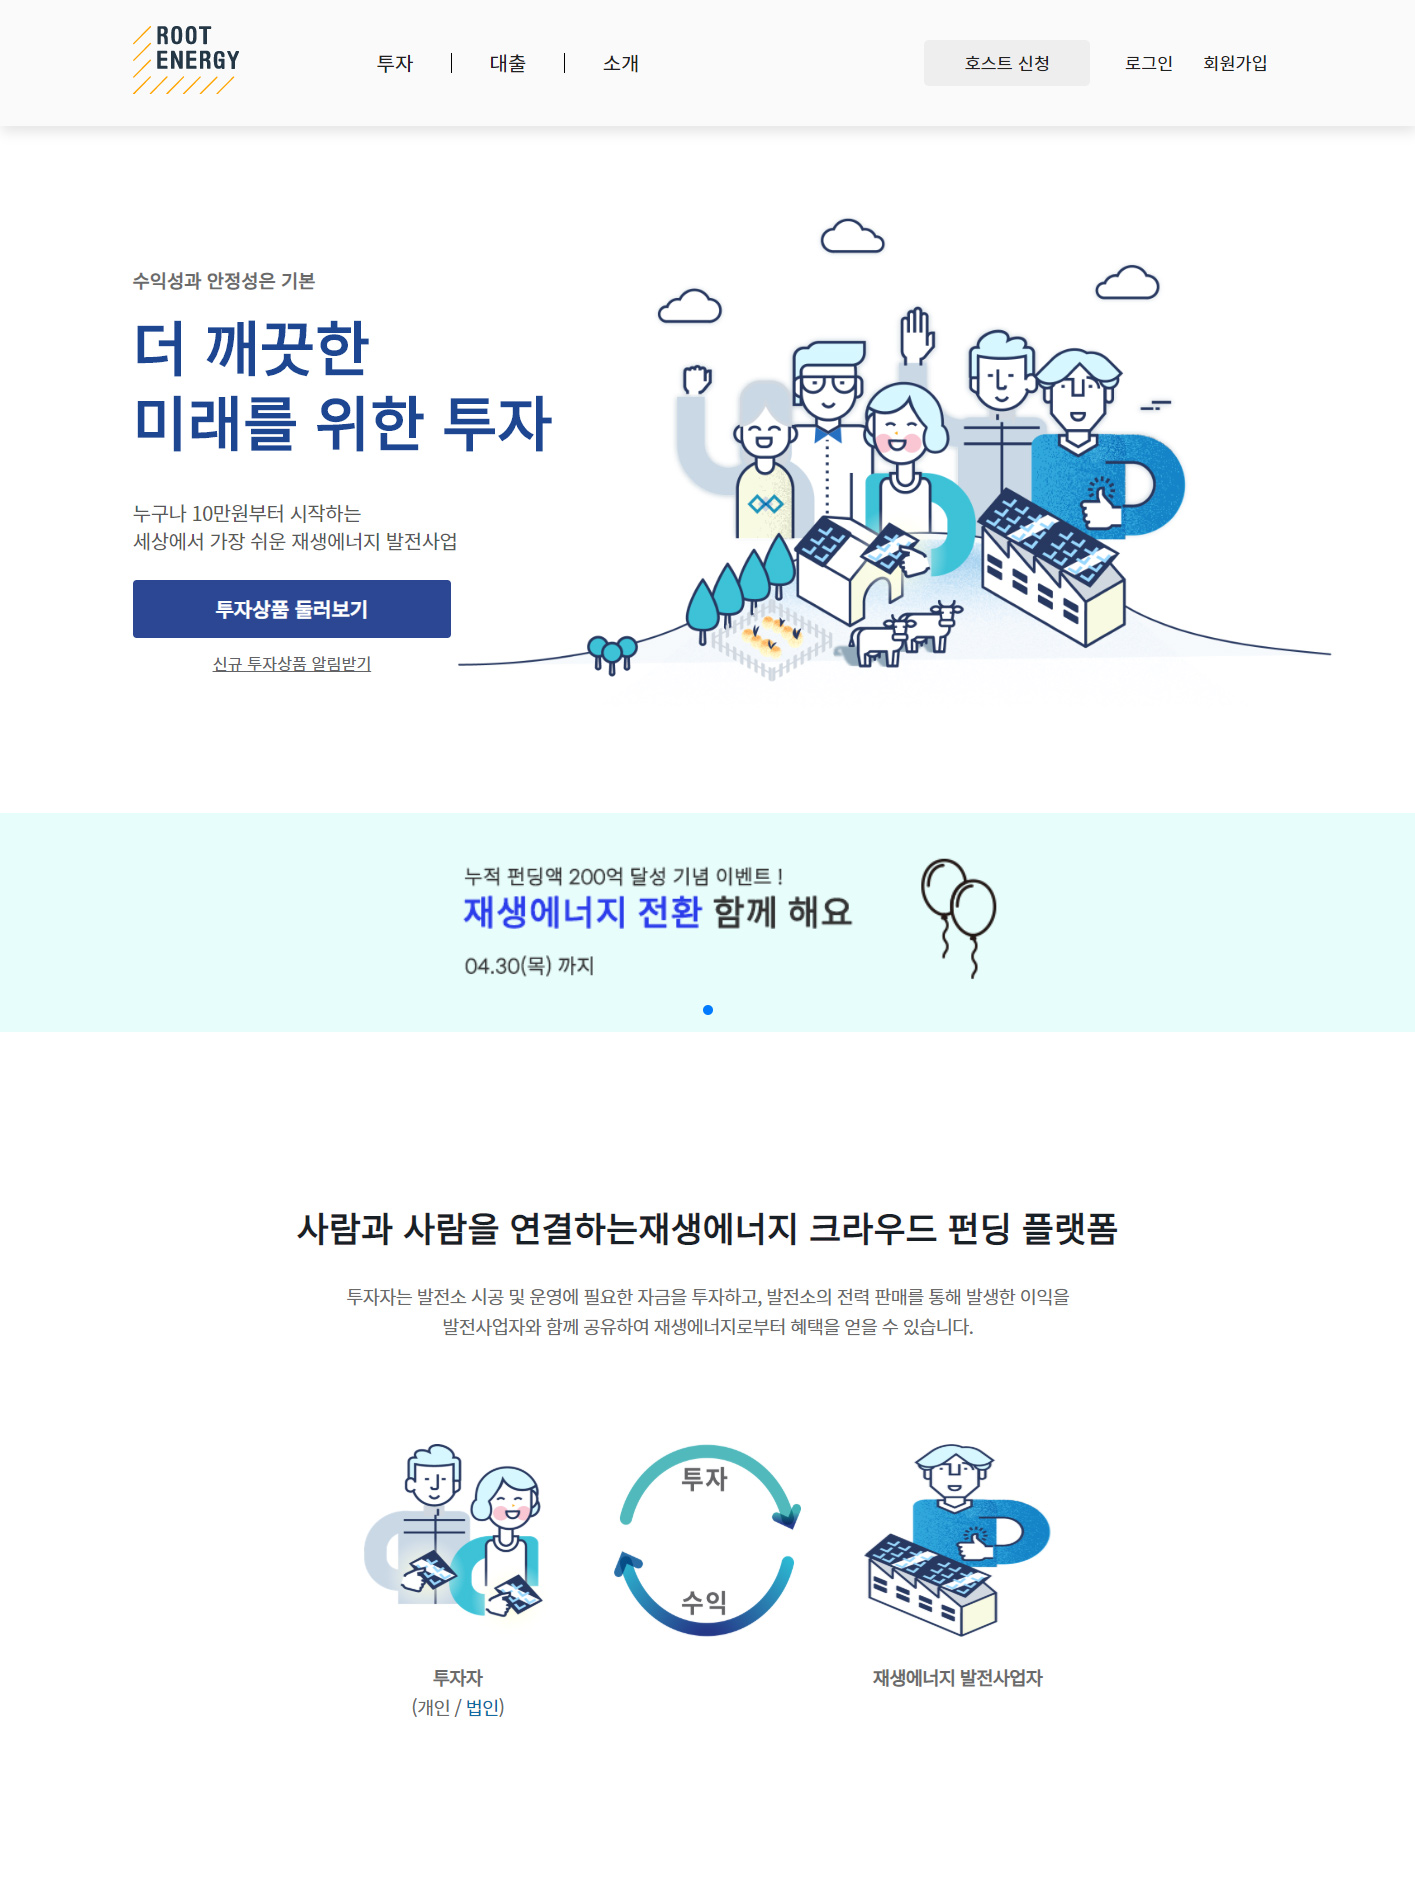 ROOT
ENERGY
투자
대출
소개
호스트 신청
로그인
회원가입
수익성과 안정성은 기본
더 깨끗한
미래를 위한 투자
누구나 10만원부터 시작하는
세상에서 가장 쉬운 재생에너지 발전사업
투자상품 둘러보기
신규 투자상품 알림받기
누적 펀딩액 200억 달성 기념 이벤트 !
재생에너지 전환 함께 해요
04.30(목) 까지
사람과 사람을 연결하는재생에너지 크라우드 펀딩 플랫폼
투자자는 발전소 시공 및 운영에 필요한 자금을 투자하고, 발전소의 전력 판매를 통해 발생한 이익을
발전사업자와 함께 공유하여 재생에너지로부터 혜택을 얻을 수 있습니다.
투자
수익
투자자
(개인 / 법인)
재생에너지 발전사업자